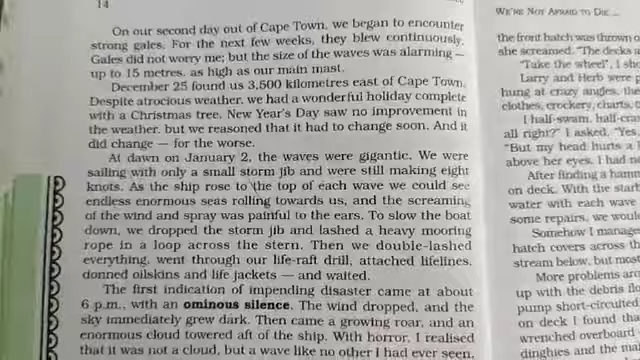 14
On our second day out of Cape Town, we began to encounter
strong gales. For the next few weeks, they blew continuously.
Gales did not worry me; but the size of the waves was alarming —
up to 15 metres, as high as our main mast.
December 25 found us 3,500 kilometres east of Cape Town.
Despite atrocious weather, we had a wonderful holiday complete
with a Christmas tree. New Year's Day saw no improvement in
the weather, but we reasoned that it had to change soon. And it
did change — for the worse.
At dawn on January 2, the waves were gigantic. We were
sailing with only a small storm jib and were still making eight
knots. As the ship rose to the top of each wave we could see
endless enormous seas rolling towards us, and the screaming
of the wind and spray was painful to the ears. To slow the boat
down, we dropped the storm jib and lashed a heavy mooring
rope in a loop across the stern. Then we double-lashed
everything, went through our life-raft drill, attached lifelines,
donned oilskins and life jackets — and waited.
The first indication of impending disaster came at about
6 p.m., with an ominous silence. The wind dropped, and the
sky immediately grew dark. Then came a growing roar, and an
enormous cloud towered aft of the ship. With horror, I realised
that it was not a cloud, but a wave like no other I had ever seen.
WE'RE NOT AFRAID TO DIE...
the front hatch was thrown o
she screamed. "The decks a
"Take the wheel", I sho
Larry and Herb were p
hung at crazy angles, the
clothes, crockery, charts,
I half-swam, half-cra
all right?" I asked. "Yes,
"But my head hurts a
above her eyes. I had n
After finding a hamm
on deck. With the starb
water with each wave
some repairs, we would
Somehow I manage
hatch covers across th
stream below, but most
More problems ar
up with the debris flo
pump short-circuited
on deck I found tha
wrenched overboard
dinghies and the ma